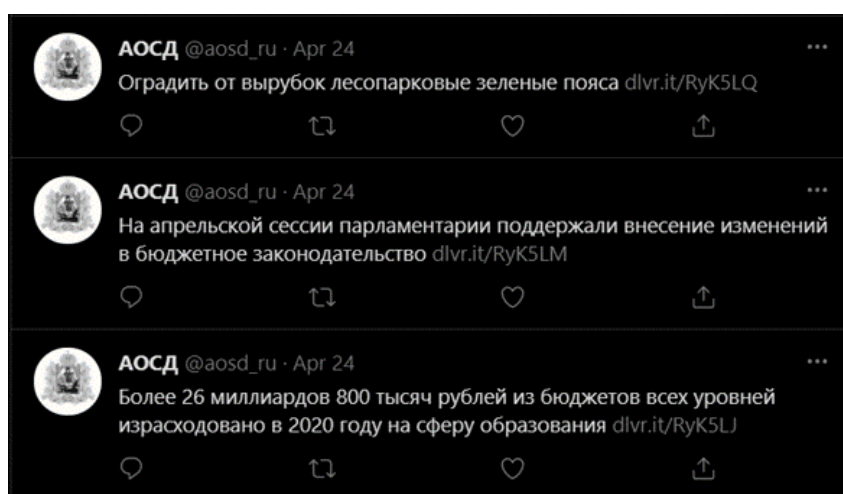 АОСД @aosd_ru · Apr 24
Оградить от вырубок лесопарковые зеленые пояса dlvr.it/RyK5LQ
АОСД @aosd_ru · Apr 24
На апрельской сессии парламентарии поддержали внесение изменений
в бюджетное законодательство dlvr.it/RyK5LM
АОСД @aosd_ru · Apr 24
Более 26 миллиардов 800 тысяч рублей из бюджетов всех уровней
израсходовано в 2020 году на сферу образования dlvr.it/RyK5LJ